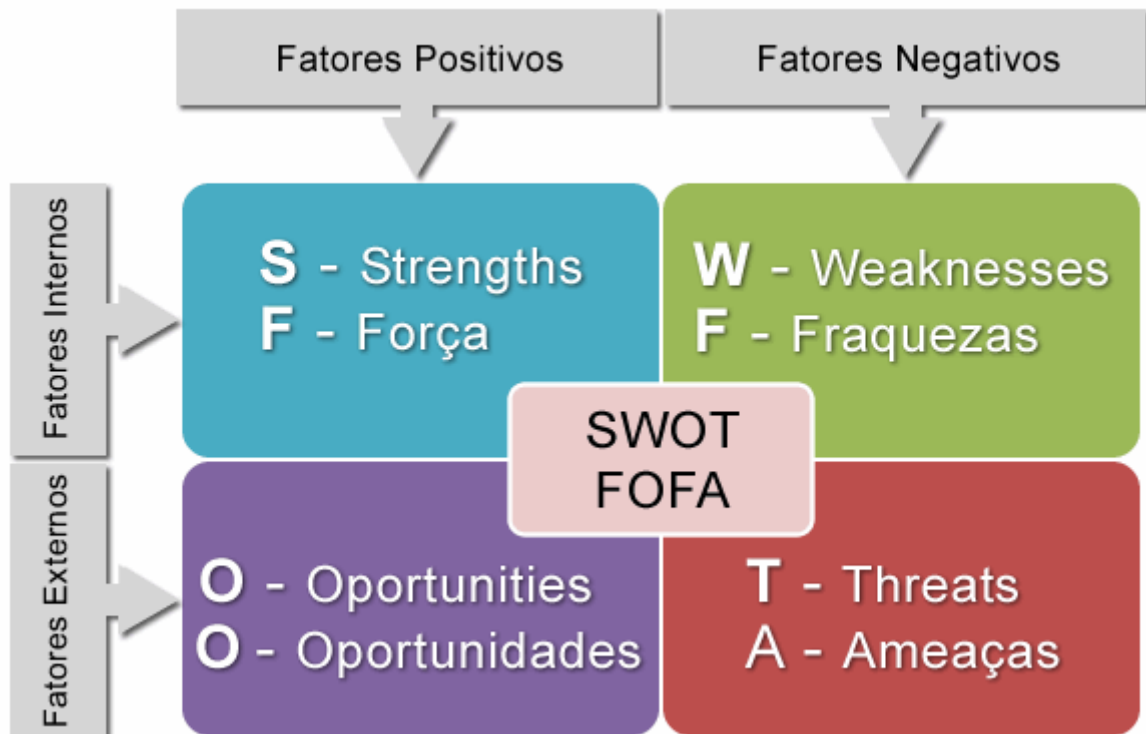 Fatores Positivos
Fatores Negativos
Fatores Internos
S - Strengths
F - Força
W - Weaknesses
F - Fraquezas
SWOT
FOFA
Fatores Externos
O - Oportunities
O - Oportunidades
T - Threats
A - Ameaças